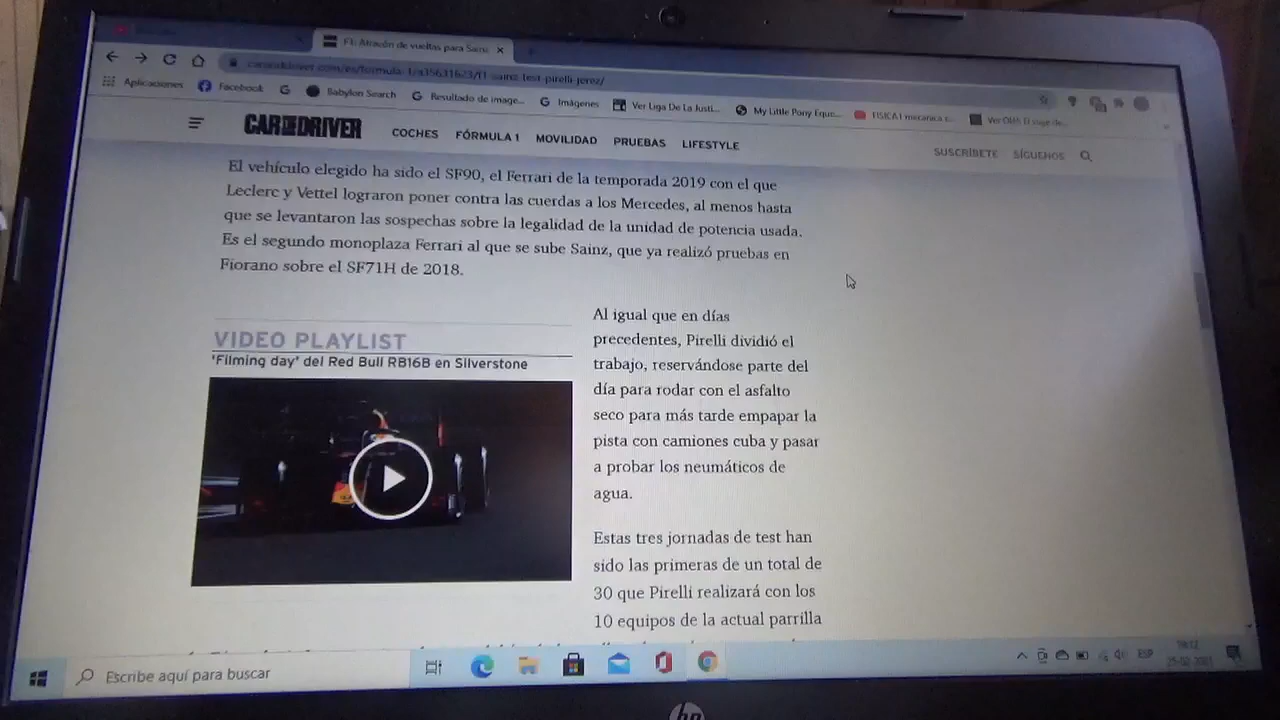 F1: Atracón de vueltas para Sainz
caranddriver.com/es/formula-1/a35631623/f1-sainz-test-pirelli-jerez/
Aplicaciones Facebook Babylon Search Resultado de image... Imágenes Ver Liga De La Justi... My Little Pony Eque... FISICA I mecanica
CAR AND DRIVER COCHES FÓRMULA 1 MOVILIDAD PRUEBAS LIFESTYLE SUSCRÍBETE SÍGUENOS
El vehículo elegido ha sido el SF90, el Ferrari de la temporada 2019 con el que
Leclerc y Vettel lograron poner contra las cuerdas a los Mercedes, al menos hasta
que se levantaron las sospechas sobre la legalidad de la unidad de potencia usada.
Es el segundo monoplaza Ferrari al que se sube Sainz, que ya realizó pruebas en
Fiorano sobre el SF71H de 2018.
VIDEO PLAYLIST
'Filming day' del Red Bull RB16B en Silverstone
Al igual que en días
precedentes, Pirelli dividió el
trabajo, reservándose parte del
día para rodar con el asfalto
seco para más tarde empapar la
pista con camiones cuba y pasar
a probar los neumáticos de
agua.
Estas tres jornadas de test han
sido las primeras de un total de
30 que Pirelli realizará con los
10 equipos de la actual parrilla
Escribe aquí para buscar
ESP
25-02-2021
hp